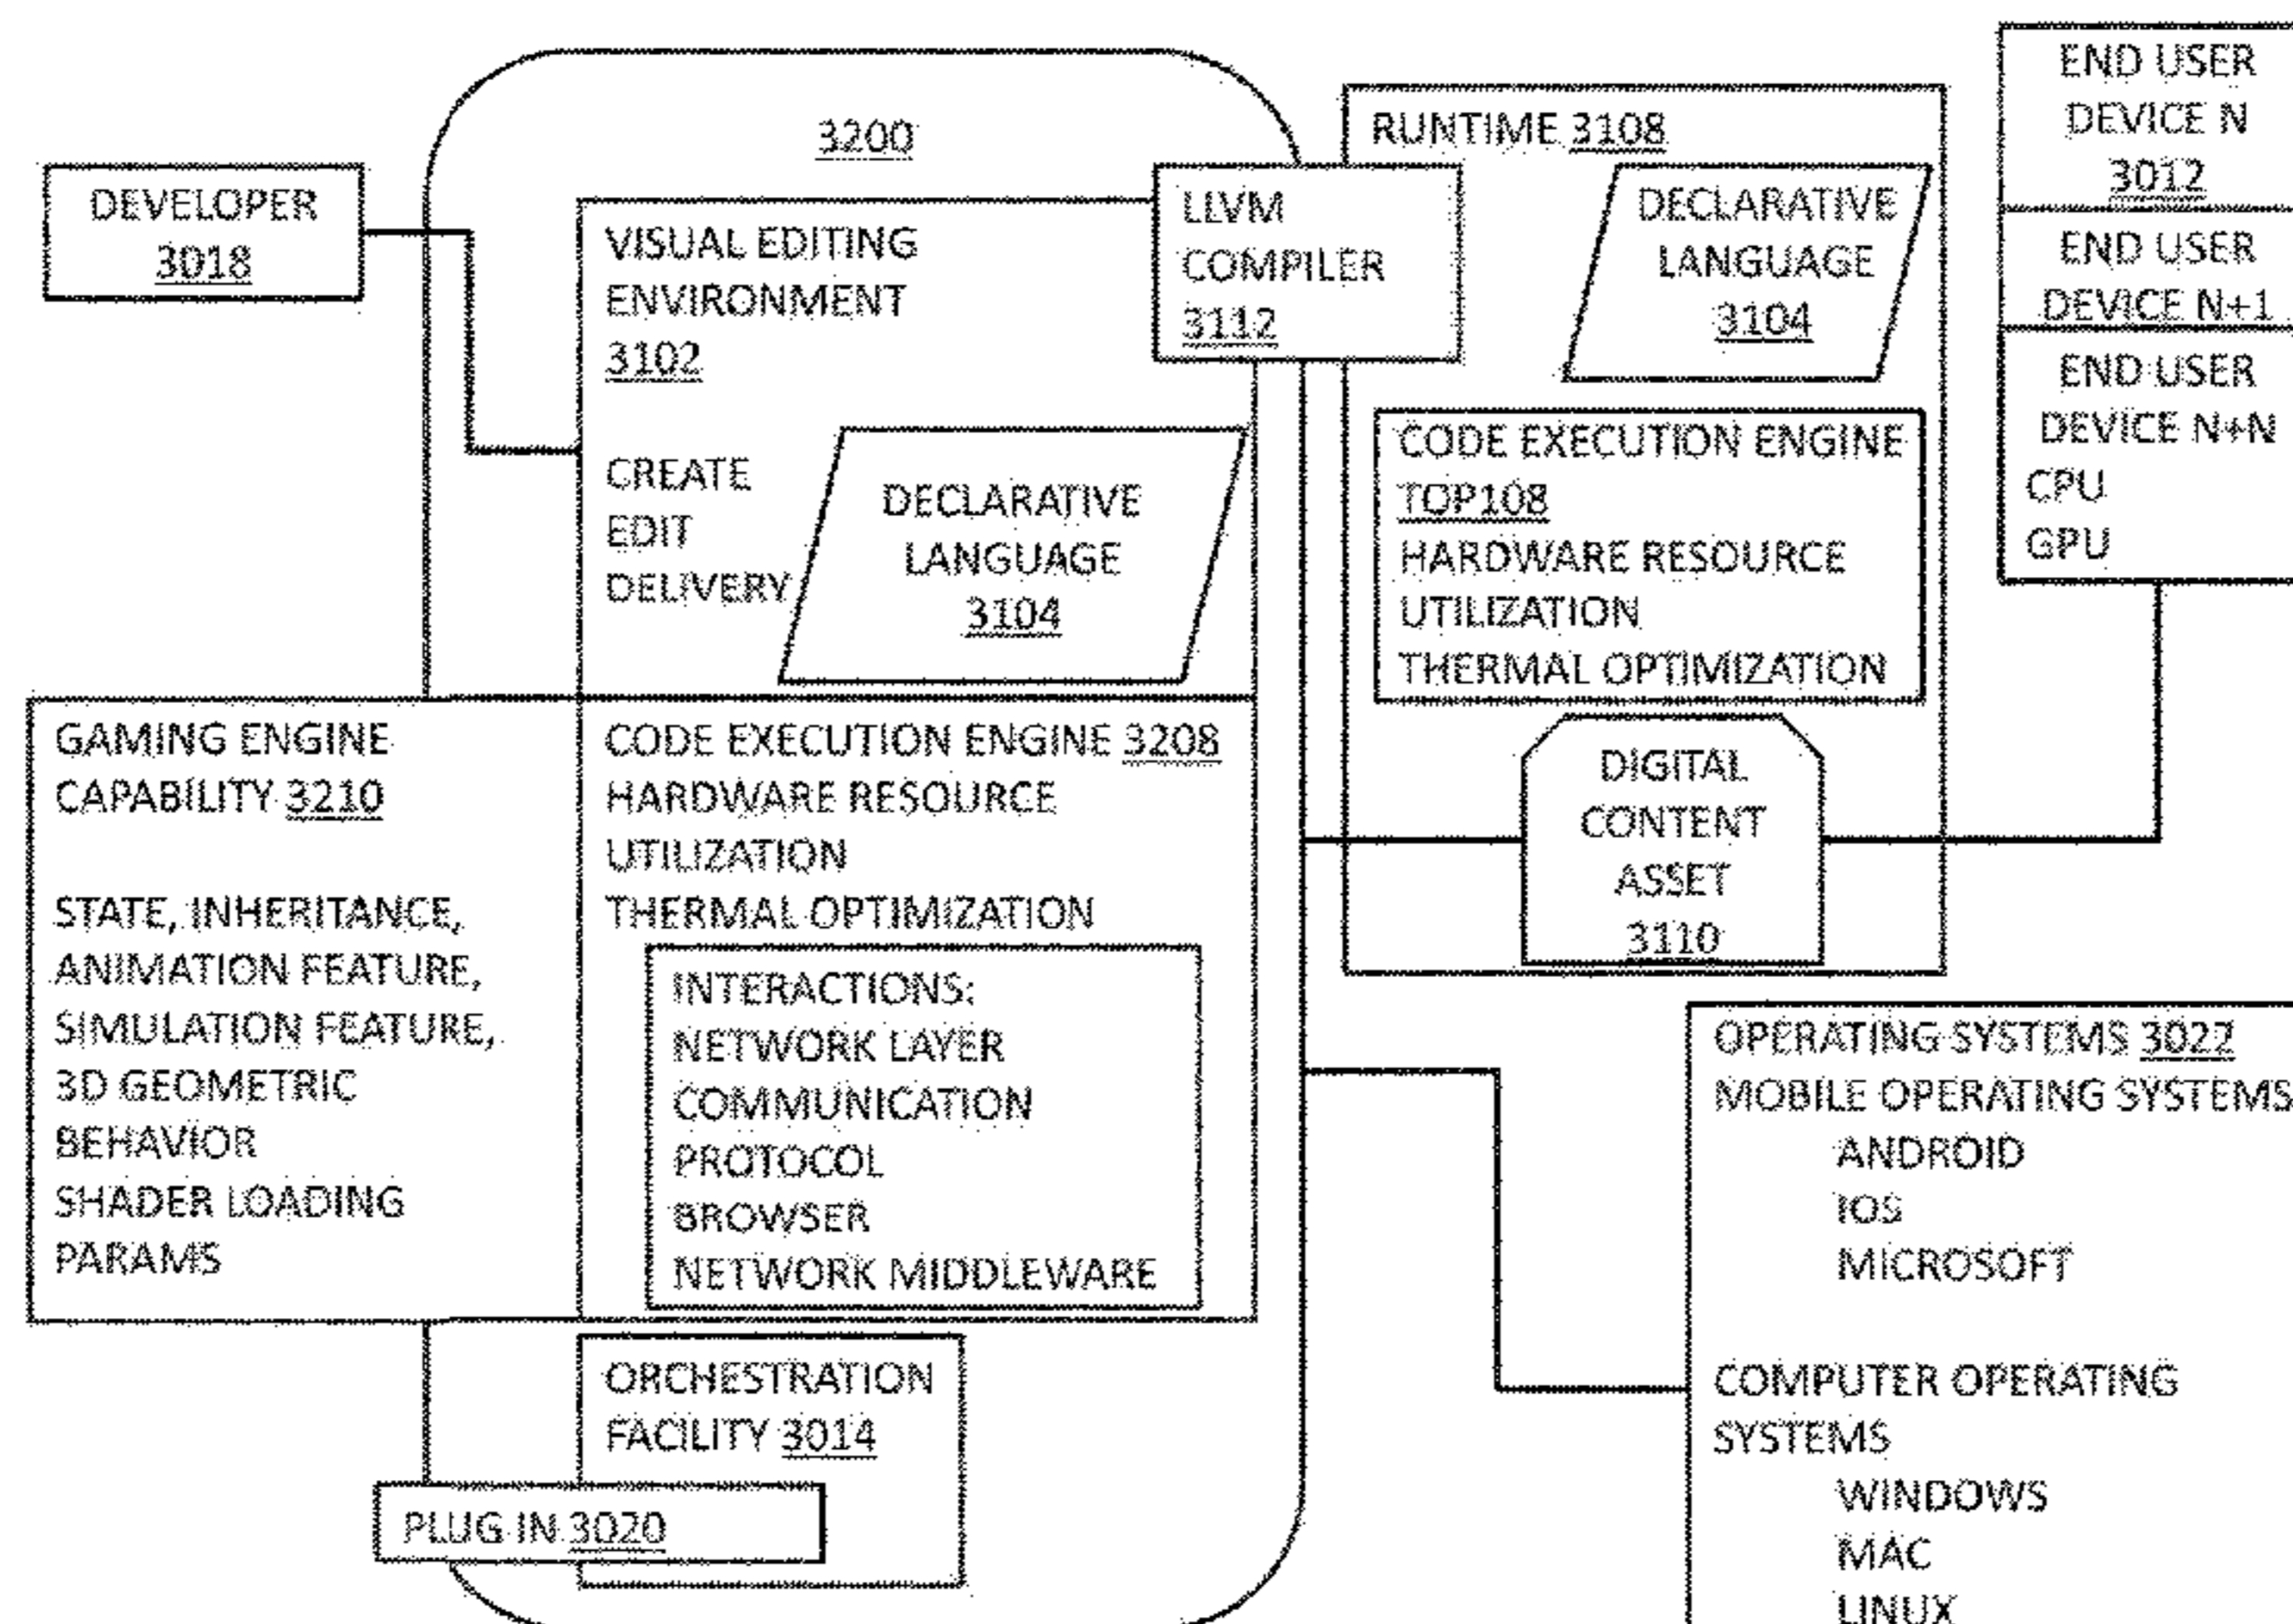 3200
DEVELOPER
3018
VISUAL EDITING
ENVIRONMENT
3102
CREATE
EDIT
DELIVERY
DECLARATIVE
LANGUAGE
3104
LLVM
COMPILER
3112
RUNTIME 3108
DECLARATIVE
LANGUAGE
3104
CODE EXECUTION ENGINE
TOP108
HARDWARE RESOURCE
UTILIZATION
THERMAL OPTIMIZATION
DIGITAL
CONTENT
ASSET
3110
END USER
DEVICE N
3012
END USER
DEVICE N+1
END USER
DEVICE N+N
CPU
GPU
GAMING ENGINE
CAPABILITY 3210
STATE, INHERITANCE,
ANIMATION FEATURE,
SIMULATION FEATURE,
3D GEOMETRIC
BEHAVIOR
SHADER LOADING
PARAMS
CODE EXECUTION ENGINE 3208
HARDWARE RESOURCE
UTILIZATION
THERMAL OPTIMIZATION
INTERACTIONS:
NETWORK LAYER
COMMUNICATION
PROTOCOL
BROWSER
NETWORK MIDDLEWARE
ORCHESTRATION
FACILITY 3014
PLUG IN 3020
OPERATING SYSTEMS 3022
MOBILE OPERATING SYSTEMS
ANDROID
IOS
MICROSOFT
COMPUTER OPERATING
SYSTEMS
WINDOWS
MAC
LINUX